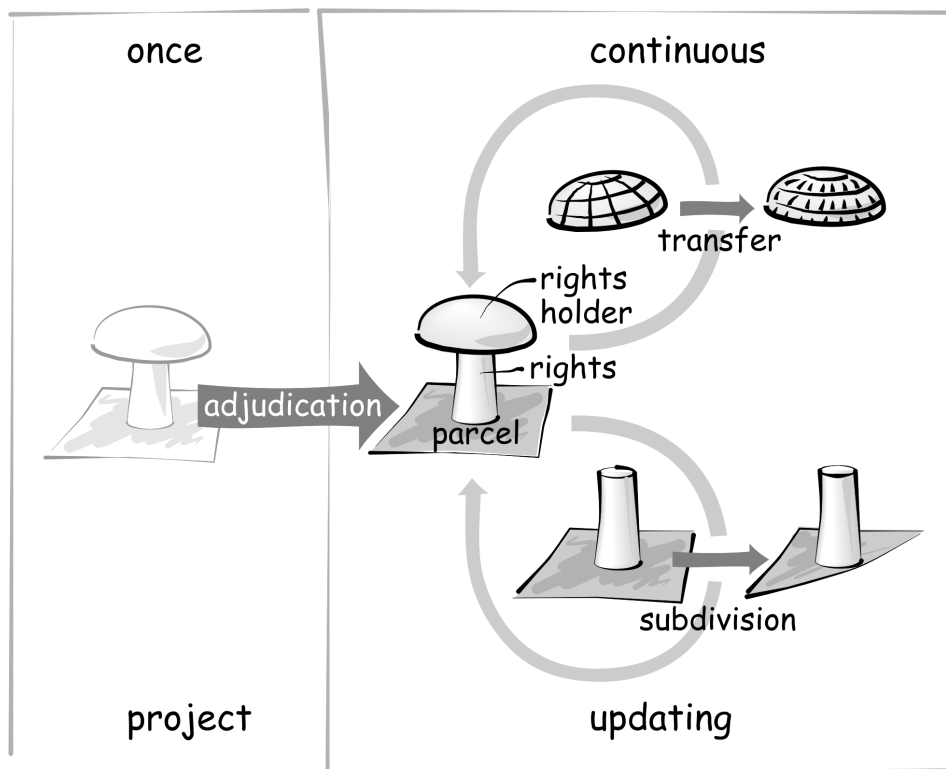 once
continuous
transfer
rights
holder
rights
adjudication
parcel
subdivision
project
updating